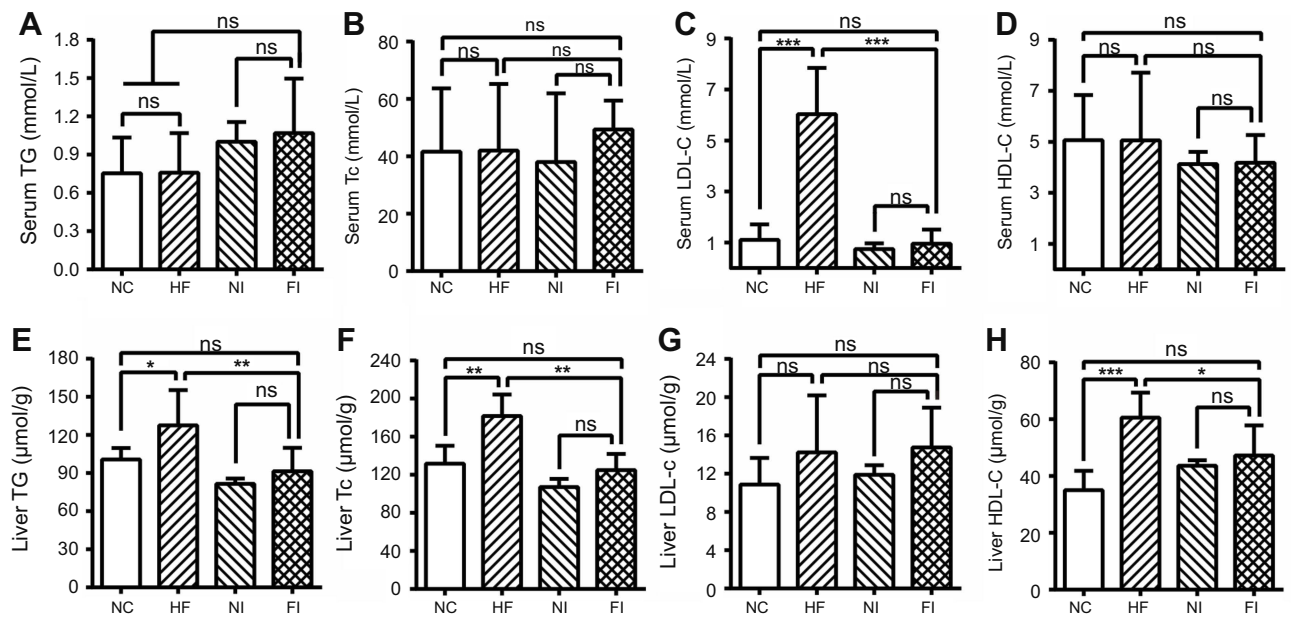 A
Serum TG (mmol/L)
1.8
1.5
1.2
0.9
0.6
0.3
0.0
ns
ns
ns
NC HF NI FI
B
Serum Tc (mmol/L)
80
60
40
20
0
ns
ns
ns
ns
NC HF NI FI
C
Serum LDL-C (mmol/L)
9
7
5
3
1
ns
*** ***
ns
NC HF NI FI
D
Serum HDL-C (mmol/L)
9
7
5
3
1
ns
ns ns
ns
NC HF NI FI
E
Liver TG (μmol/g)
180
150
120
90
60
30
0
ns
* **
ns
NC HF NI FI
F
Liver Tc (μmol/g)
240
200
160
120
80
40
0
ns
** **
ns
NC HF NI FI
G
Liver LDL-c (μmol/g)
24
20
16
12
8
4
0
ns
ns ns
ns
NC HF NI FI
H
Liver HDL-C (μmol/g)
80
60
40
20
0
ns
*** *
ns
NC HF NI FI